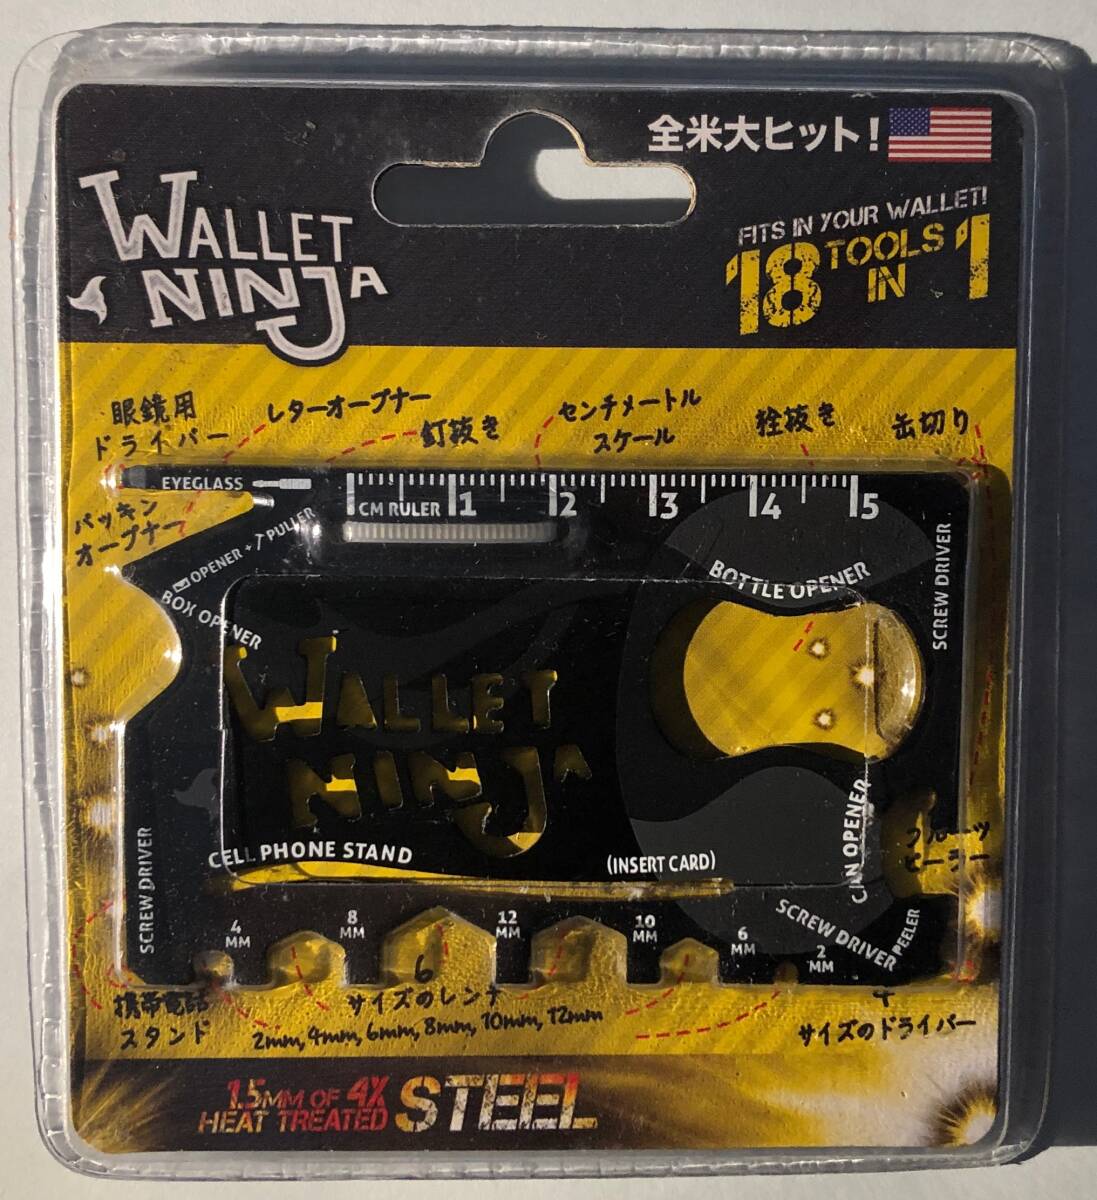 全米大ヒット!
WALLET
NINJA
FITS IN YOUR WALLET!
18 TOOLS IN 1
眼鏡用
ドライバー
レターオープナー
釘抜き
センチメートル
スケール
栓抜き
缶切り
パッキン
オープナー
EYEGLASS
CM RULER 1 2 3 4 5
OPENER + PULLER
BOX OPENER
BOTTLE OPENER
SCREW DRIVER
WALLET
NINJA
CAN OPENER
フルーツ
ピーラー
CELL PHONE STAND
(INSERT CARD)
SCREW DRIVER
4
MM
8
MM
12
MM
10
MM
6
MM
2
MM
SCREW DRIVER
PEELER
携帯電話
スタンド
6
サイズのレンチ
2mm, 4mm, 6mm, 8mm, 10mm, 12mm
4
サイズのドライバー
1.5MM OF 4X
HEAT TREATED
STEEL